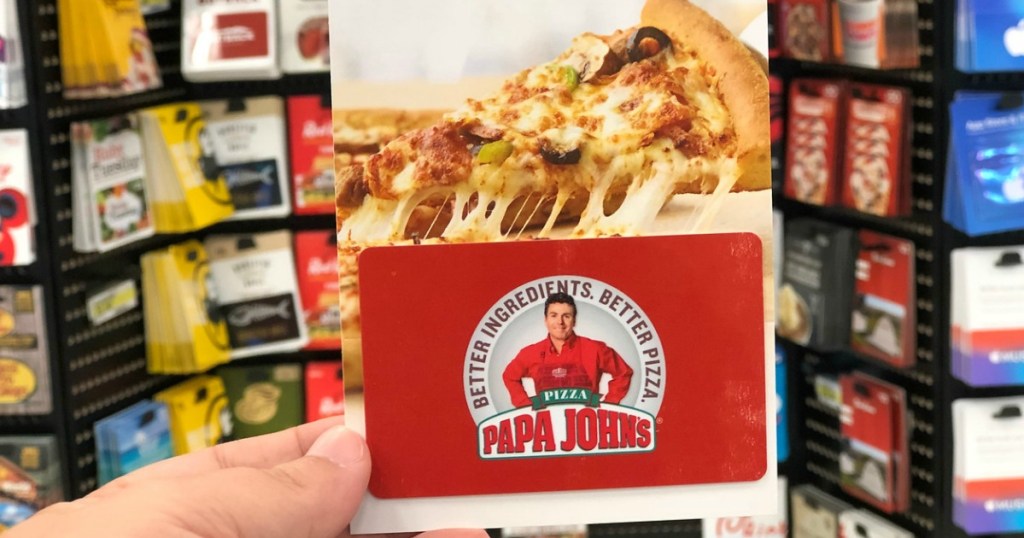 BETTER INGREDIENTS. BETTER PIZZA.
PIZZA
PAPA JOHNS